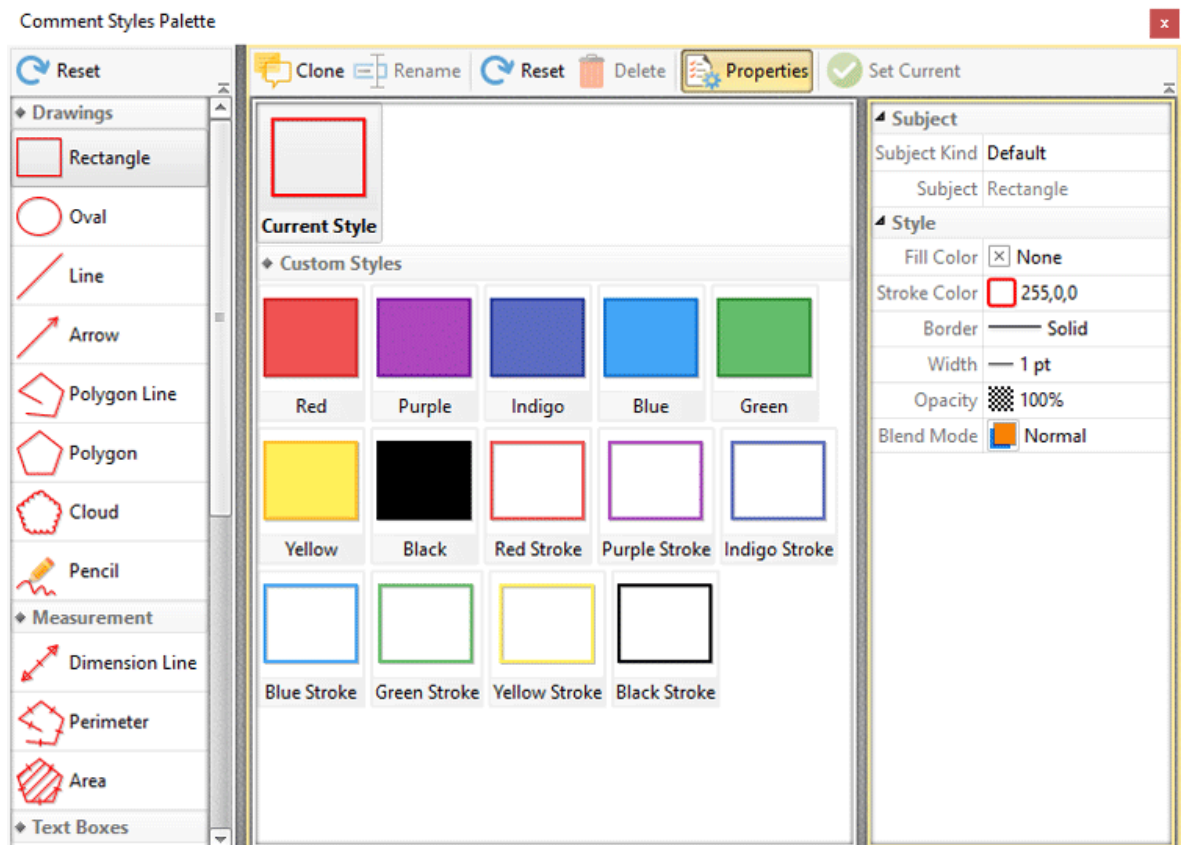 Comment Styles Palette
x
Reset
Clone Rename Reset Delete Properties Set Current
Drawings
Rectangle
Oval
Line
Arrow
Polygon Line
Polygon
Cloud
Pencil
Measurement
Dimension Line
Perimeter
Area
Text Boxes
Current Style
Custom Styles
Red Purple Indigo Blue Green
Yellow Black Red Stroke Purple Stroke Indigo Stroke
Blue Stroke Green Stroke Yellow Stroke Black Stroke
Subject
Subject Kind Default
Subject Rectangle
Style
Fill Color None
Stroke Color 255,0,0
Border Solid
Width 1 pt
Opacity 100%
Blend Mode Normal